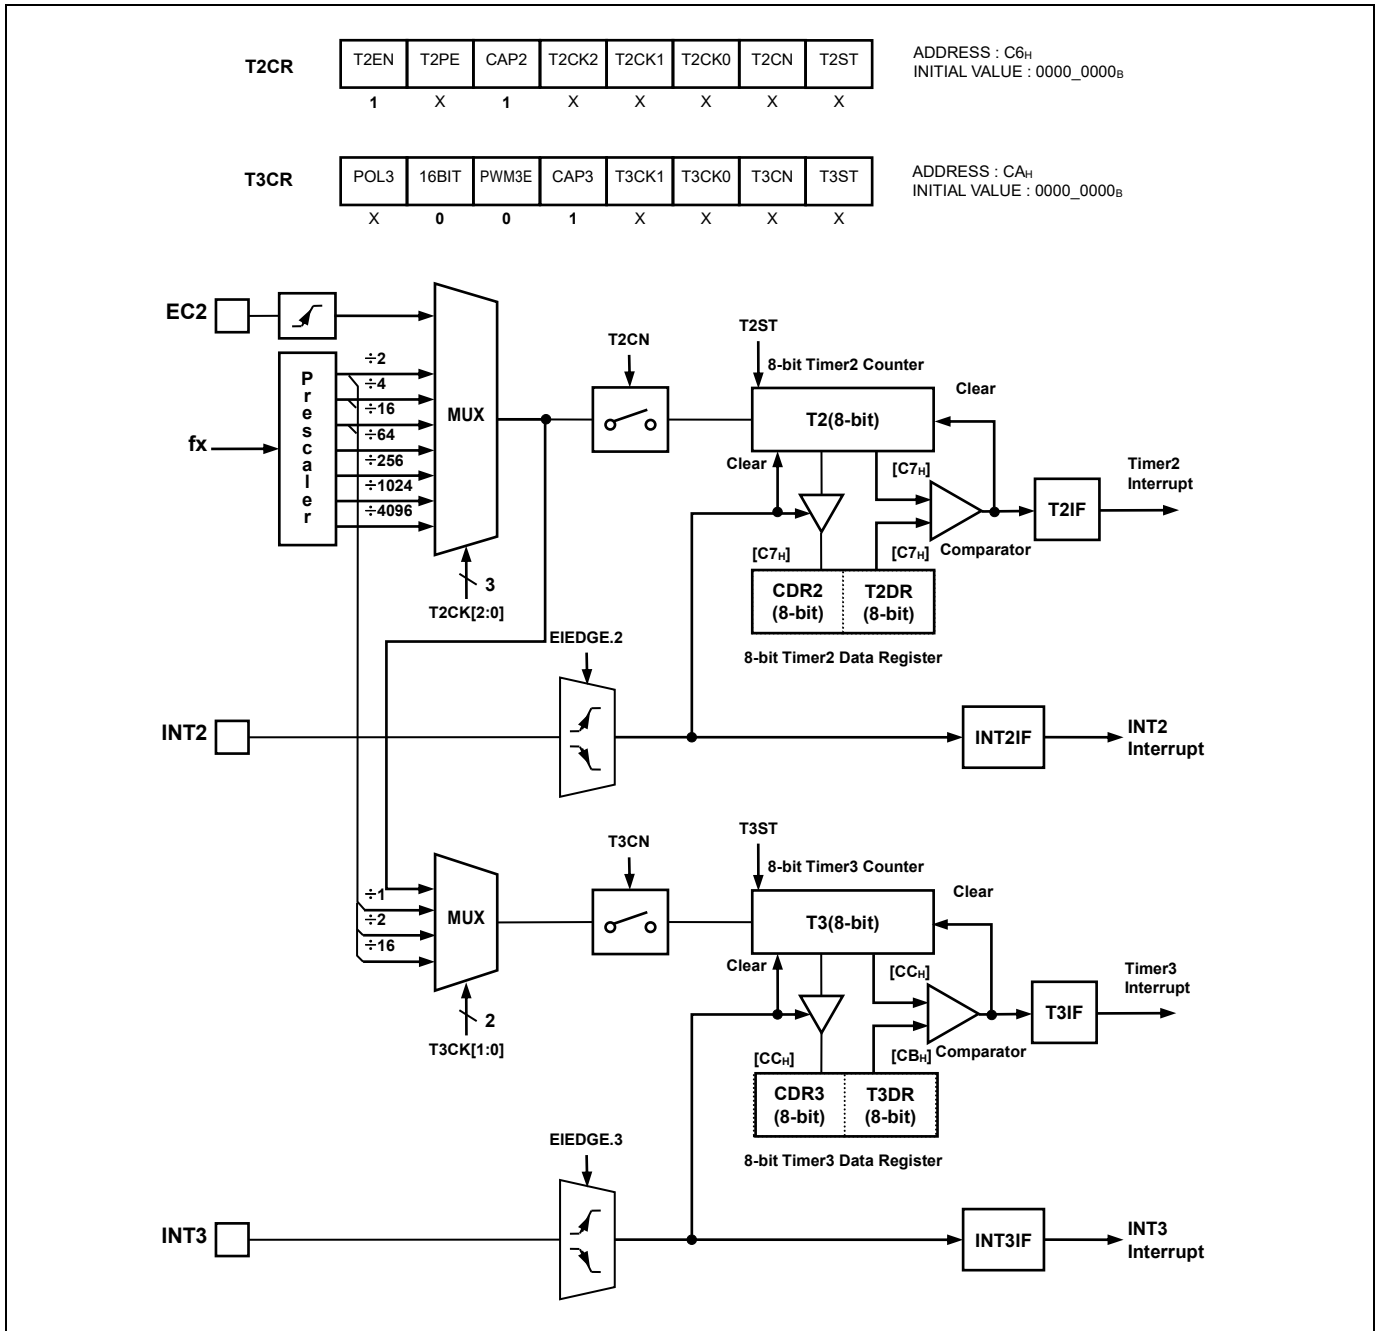 T2CR T2EN T2PE CAP2 T2CK2 T2CK1 T2CK0 T2CN T2ST ADDRESS : C6H
INITIAL VALUE : 0000_0000B
1 X 1 X X X X X
T3CR POL3 16BIT PWM3E CAP3 T3CK1 T3CK0 T3CN T3ST ADDRESS : CAH
INITIAL VALUE : 0000_0000B
X 0 0 1 X X X X
EC2
T2CN
T2ST
8-bit Timer2 Counter
Clear
÷2
÷4
÷16
÷64
÷256
÷1024
÷4096
Prescaler
fx
MUX
T2(8-bit)
Clear
[C7H]
Timer2
Interrupt
T2IF
Comparator
[C7H]
[C7H]
CDR2
(8-bit)
T2DR
(8-bit)
8-bit Timer2 Data Register
3
T2CK[2:0]
EIEDGE.2
INT2
INT2IF
INT2
Interrupt
T3CN
T3ST
8-bit Timer3 Counter
Clear
÷1
÷2
÷16
MUX
T3(8-bit)
Clear
[CCH]
Timer3
Interrupt
T3IF
2
T3CK[1:0]
Comparator
[CCH]
[CBH]
CDR3
(8-bit)
T3DR
(8-bit)
8-bit Timer3 Data Register
EIEDGE.3
INT3
INT3IF
INT3
Interrupt